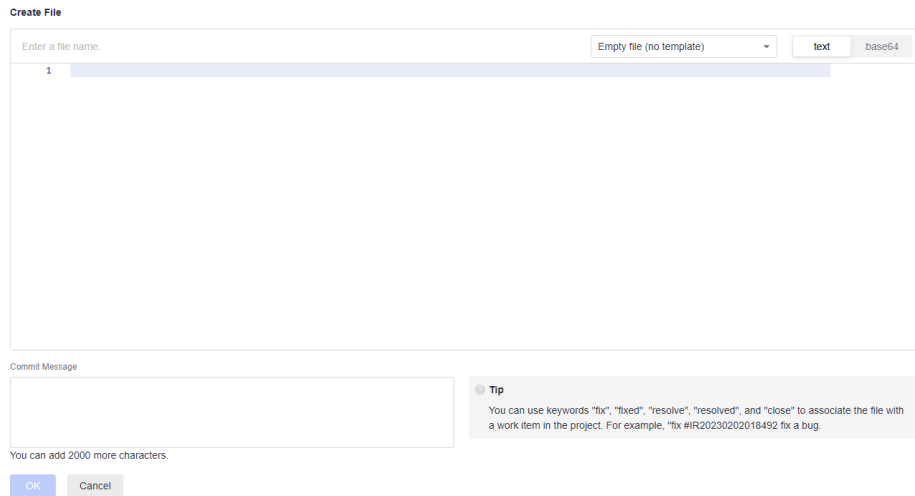 Create File
Enter a file name.
Empty file (no template)
text
base64
1
Commit Message
Tip
You can use keywords "fix", "fixed", "resolve", "resolved", and "close" to associate the file with
a work item in the project. For example, "fix #IR20230202018492 fix a bug.
You can add 2000 more characters.
OK
Cancel